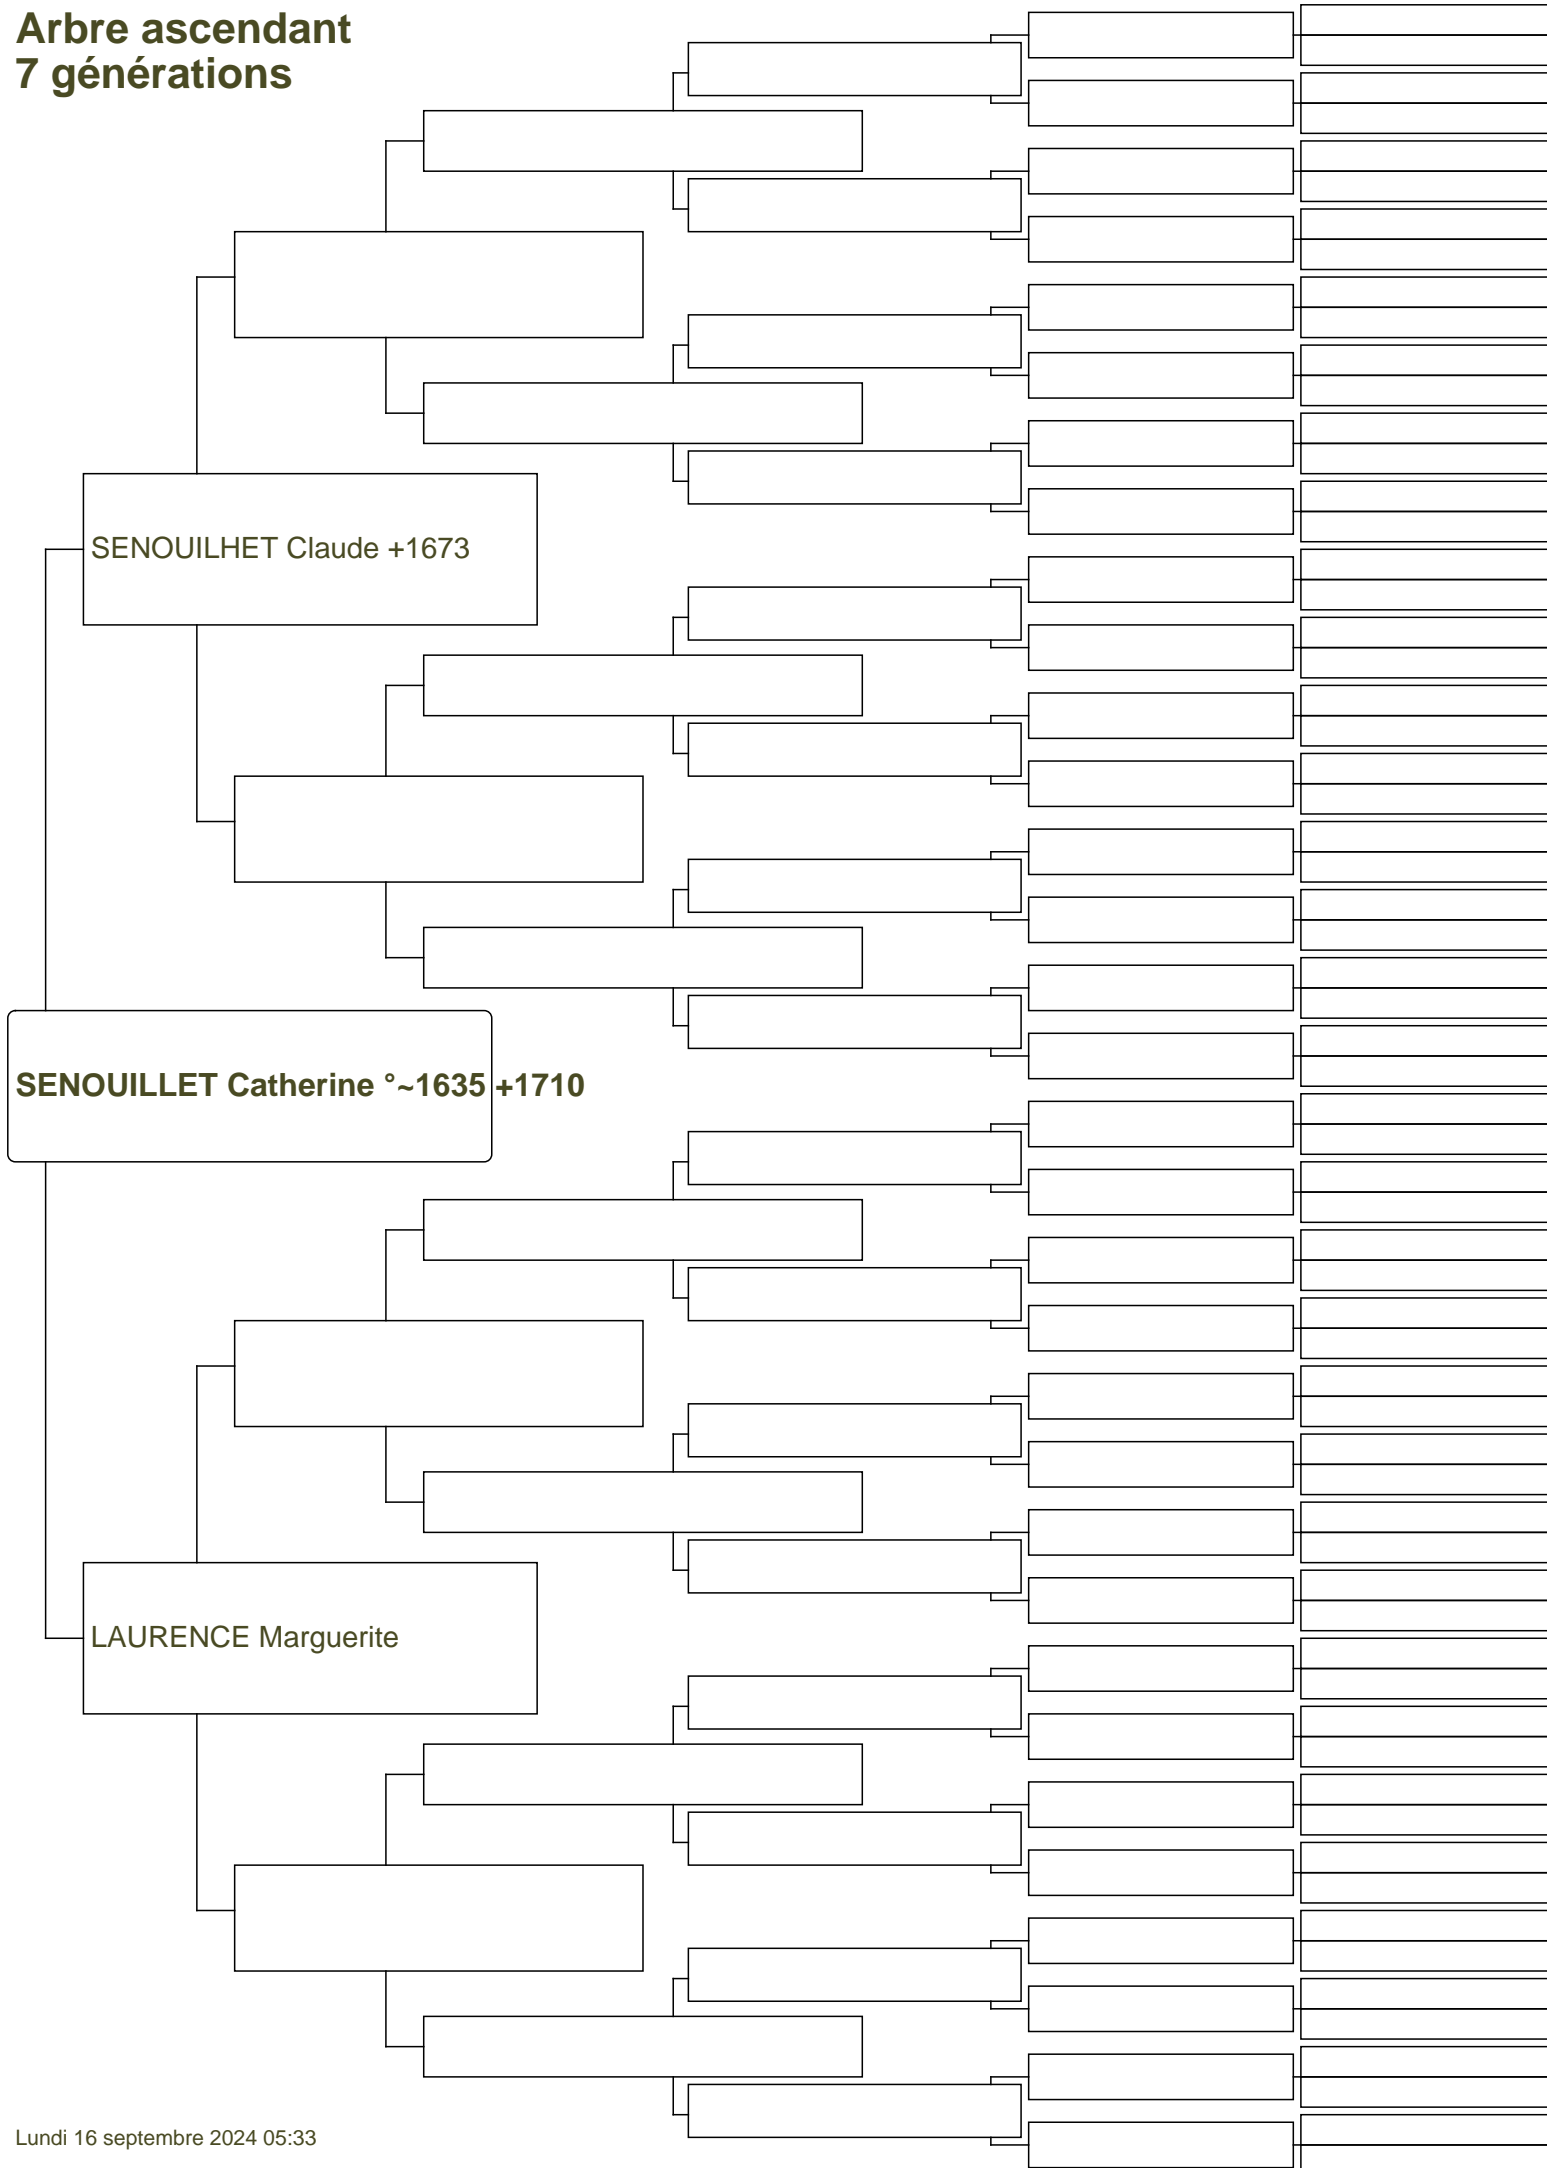 Arbre ascendant
7 générations
SENOUILHET Claude +1673
SENOUILLET Catherine °~1635 +1710
LAURENCE Marguerite
Lundi 16 septembre 2024 05:33